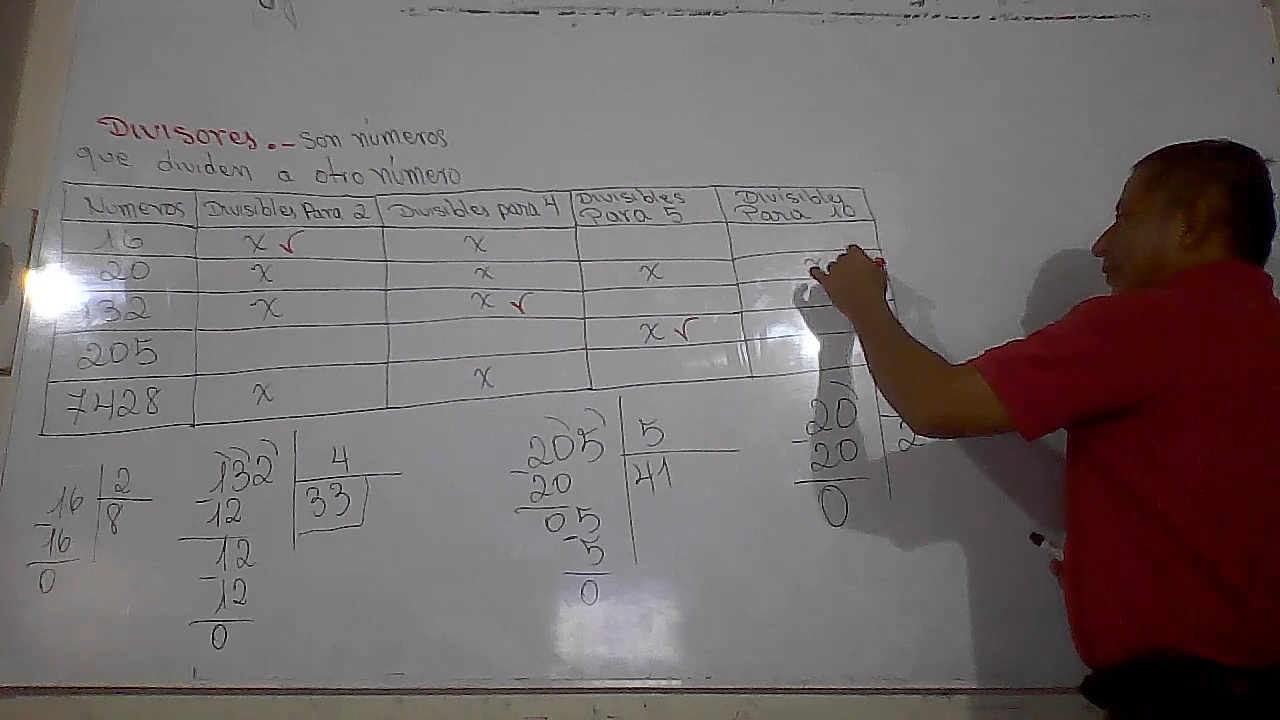 Divisores.- son números
que dividen a otro número
Numeros Divisibles Para 2 Divisibles para 4 Divisibles Para 5 Divisibles Para 10
16 x ✓ x
20 x x x x
132 x x ✓
205 x ✓
7428 x x
16 2
-16 8
0
132 4
-12 33
12
-12
0
205 5
-20 41
05
-5
0
20
-20 2
0